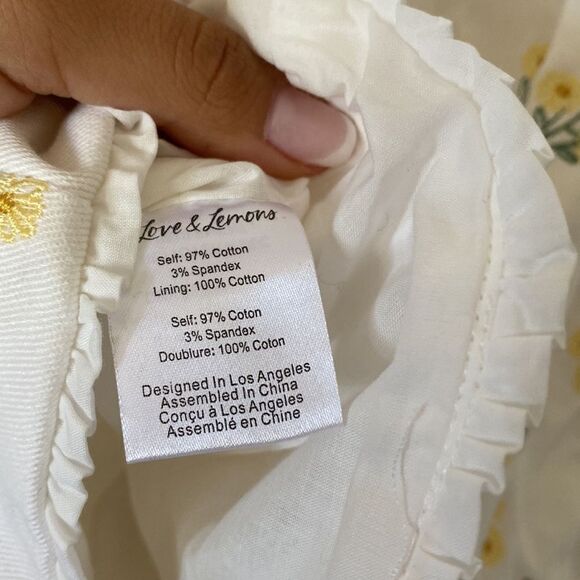 Love & Lemons
Self: 97% Cotton
3% Spandex
Lining: 100% Cotton
Self: 97% Coton
3% Spandex
Doublure: 100% Coton
Designed In Los Angeles
Assembled In China
Conçu à Los Angeles
Assemblé en Chine